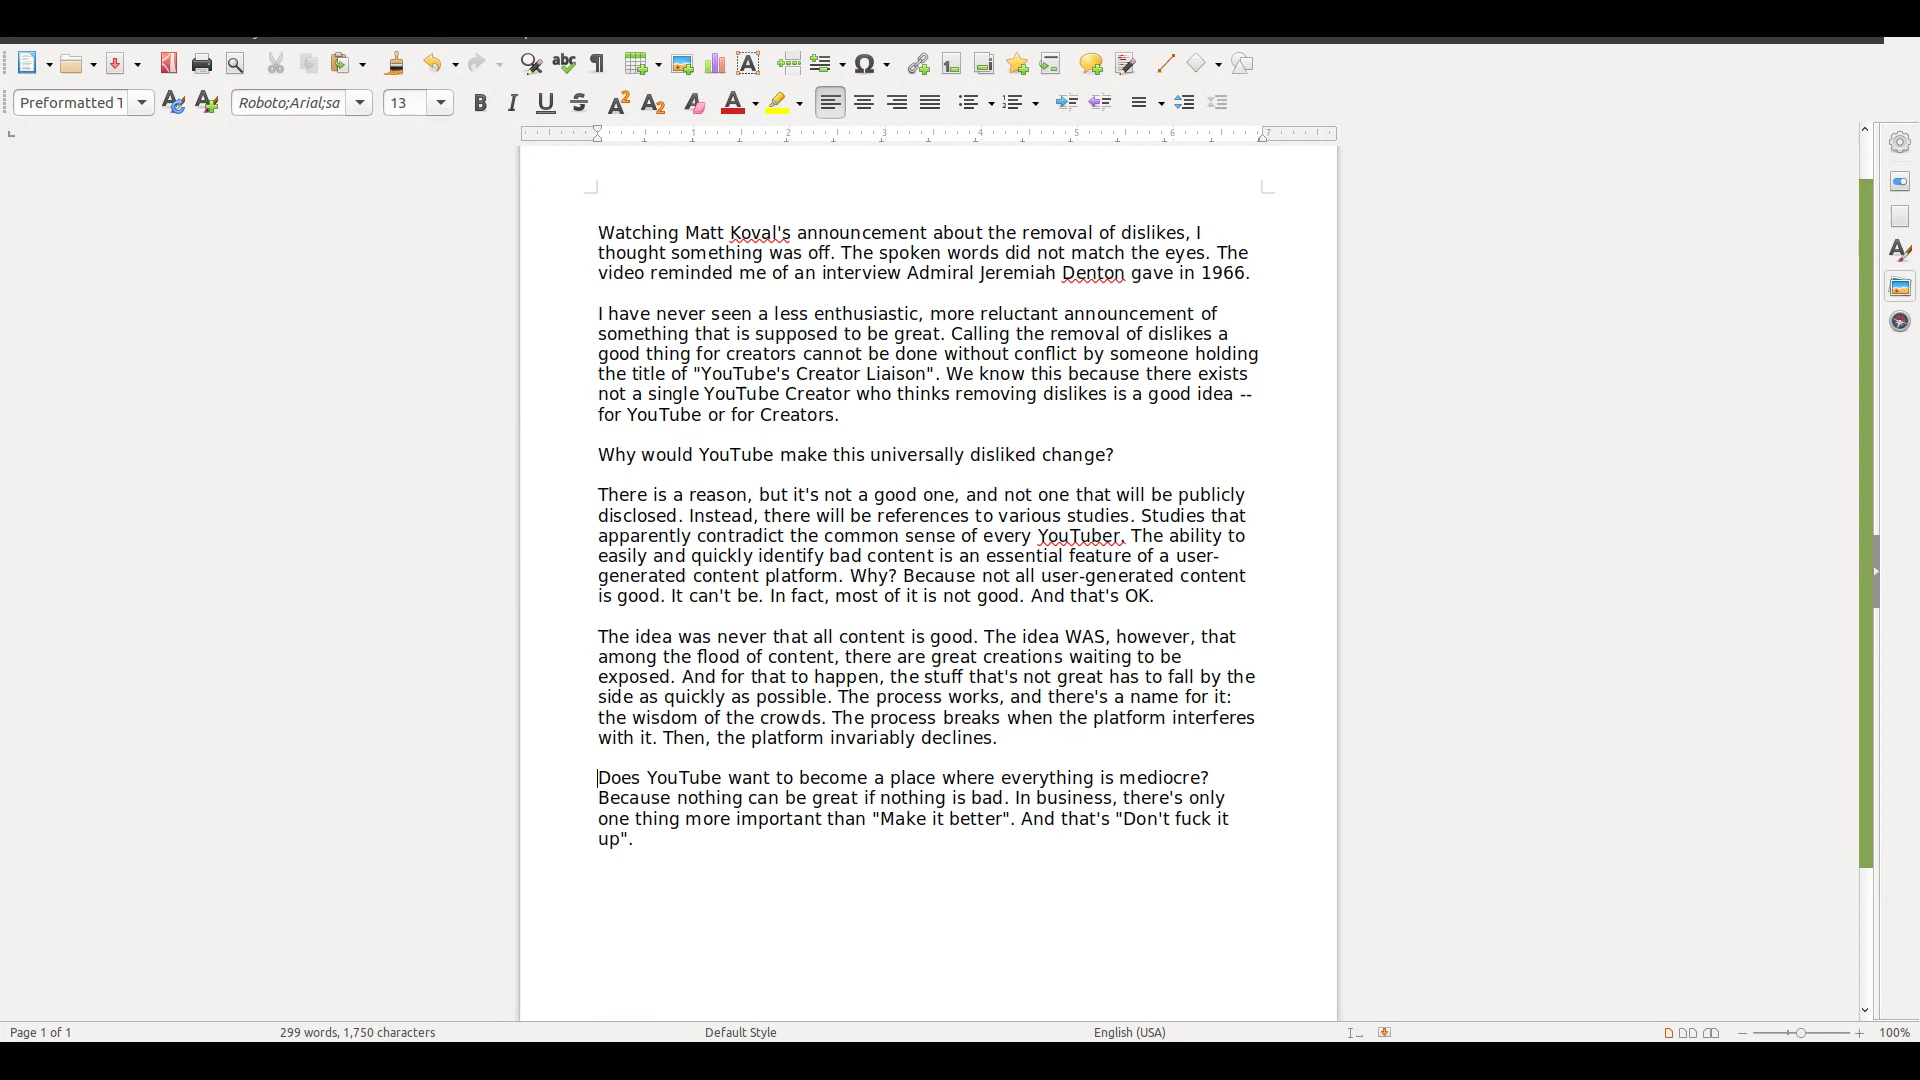 Preformatted T
Roboto;Arial;sa
13
1 2 3 4 5 6 7
Watching Matt Koval's announcement about the removal of dislikes, I
thought something was off. The spoken words did not match the eyes. The
video reminded me of an interview Admiral Jeremiah Denton gave in 1966.
I have never seen a less enthusiastic, more reluctant announcement of
something that is supposed to be great. Calling the removal of dislikes a
good thing for creators cannot be done without conflict by someone holding
the title of "YouTube's Creator Liaison". We know this because there exists
not a single YouTube Creator who thinks removing dislikes is a good idea --
for YouTube or for Creators.
Why would YouTube make this universally disliked change?
There is a reason, but it's not a good one, and not one that will be publicly
disclosed. Instead, there will be references to various studies. Studies that
apparently contradict the common sense of every YouTuber. The ability to
easily and quickly identify bad content is an essential feature of a user-
generated content platform. Why? Because not all user-generated content
is good. It can't be. In fact, most of it is not good. And that's OK.
The idea was never that all content is good. The idea WAS, however, that
among the flood of content, there are great creations waiting to be
exposed. And for that to happen, the stuff that's not great has to fall by the
side as quickly as possible. The process works, and there's a name for it:
the wisdom of the crowds. The process breaks when the platform interferes
with it. Then, the platform invariably declines.
Does YouTube want to become a place where everything is mediocre?
Because nothing can be great if nothing is bad. In business, there's only
one thing more important than "Make it better". And that's "Don't fuck it
up".
Page 1 of 1
299 words, 1,750 characters
Default Style
English (USA)
100%